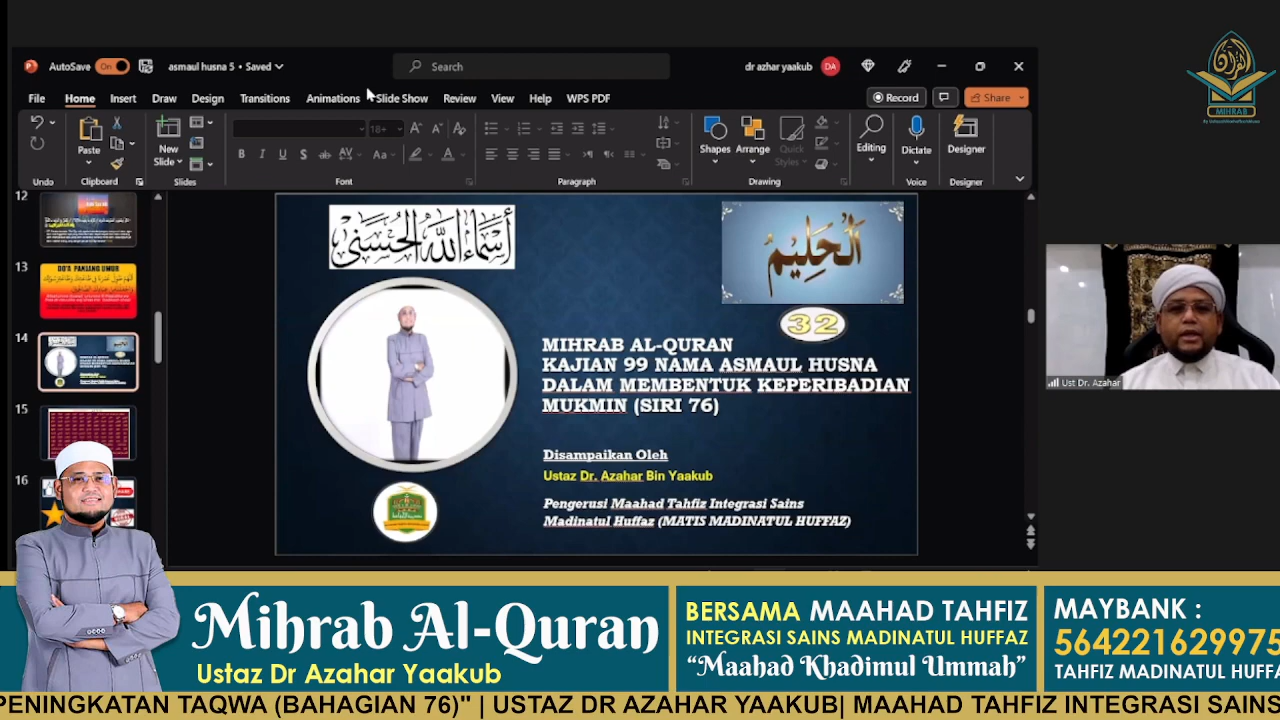 AutoSave On asmaul husna 5 • Saved Search dr azhar yaakub DA
File Home Insert Draw Design Transitions Animations Slide Show Review View Help WPS PDF Record Share
Paste New Slide 18+ Shapes Arrange Quick Styles Editing Dictate Designer
Undo Clipboard Slides Font Paragraph Drawing Voice Designer
12
13
DO'A PANJANG UMUR
14
15
16
أسماء الله الحسنى
الحليم
32
MIHRAB AL-QURAN
KAJIAN 99 NAMA ASMAUL HUSNA
DALAM MEMBENTUK KEPERIBADIAN
MUKMIN (SIRI 76)
Disampaikan Oleh
Ustaz Dr. Azahar Bin Yaakub
Pengerusi Maahad Tahfiz Integrasi Sains
Madinatul Huffaz (MATIS MADINATUL HUFFAZ)
MIHRAB
Ust Dr. Azahar
Mihrab Al-Quran
Ustaz Dr Azahar Yaakub
BERSAMA MAAHAD TAHFIZ
INTEGRASI SAINS MADINATUL HUFFAZ
“Maahad Khadimul Ummah”
MAYBANK :
564221629975
TAHFIZ MADINATUL HUFFA
PENINGKATAN TAQWA (BAHAGIAN 76)" | USTAZ DR AZAHAR YAAKUB| MAAHAD TAHFIZ INTEGRASI SAINS